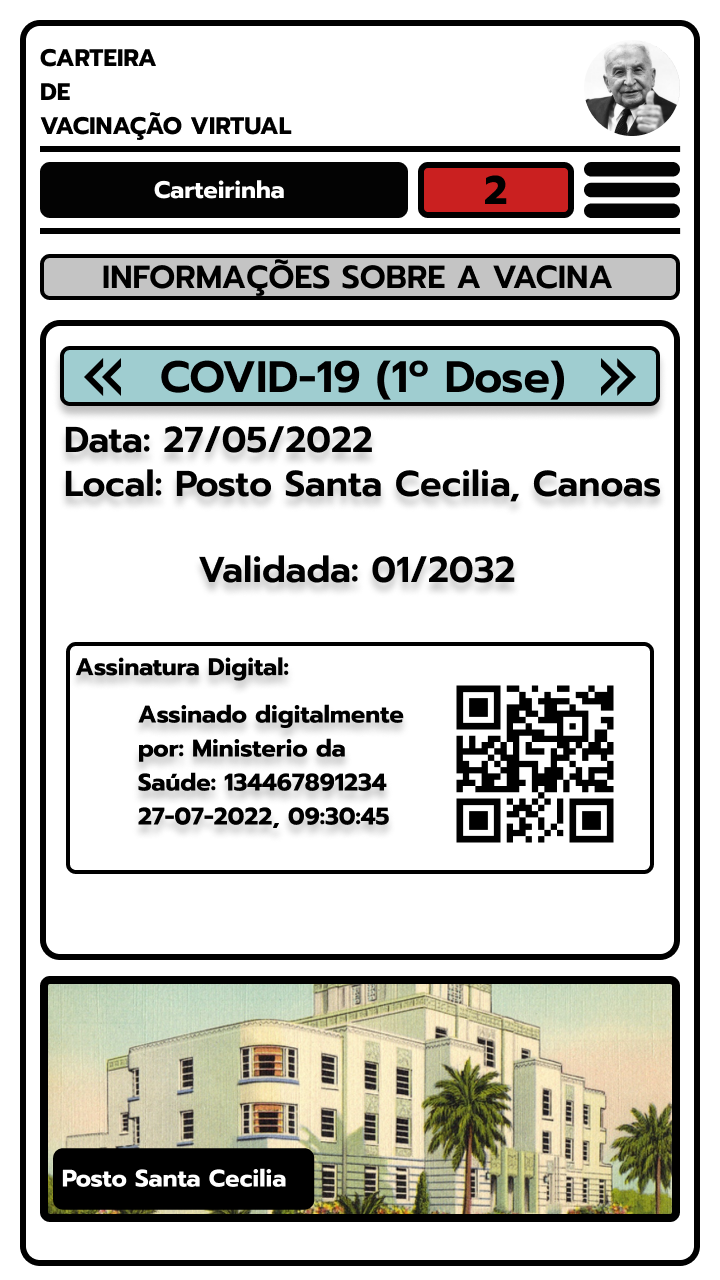 CARTEIRA
DE
VACINAÇÃO VIRTUAL
Carteirinha
2
INFORMAÇÕES SOBRE A VACINA
« COVID-19 (1º Dose) »
Data: 27/05/2022
Local: Posto Santa Cecilia, Canoas
Validada: 01/2032
Assinatura Digital:
Assinado digitalmente
por: Ministerio da
Saúde: 134467891234
27-07-2022, 09:30:45
Posto Santa Cecilia